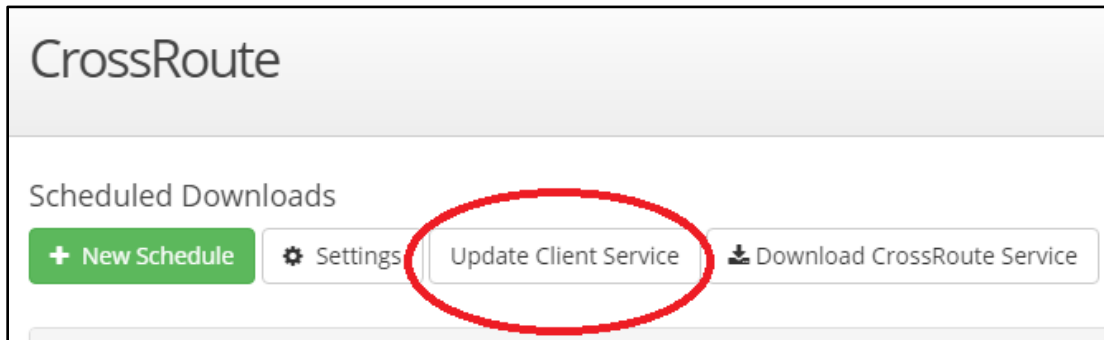 CrossRoute
Scheduled Downloads
+ New Schedule Settings Update Client Service Download CrossRoute Service